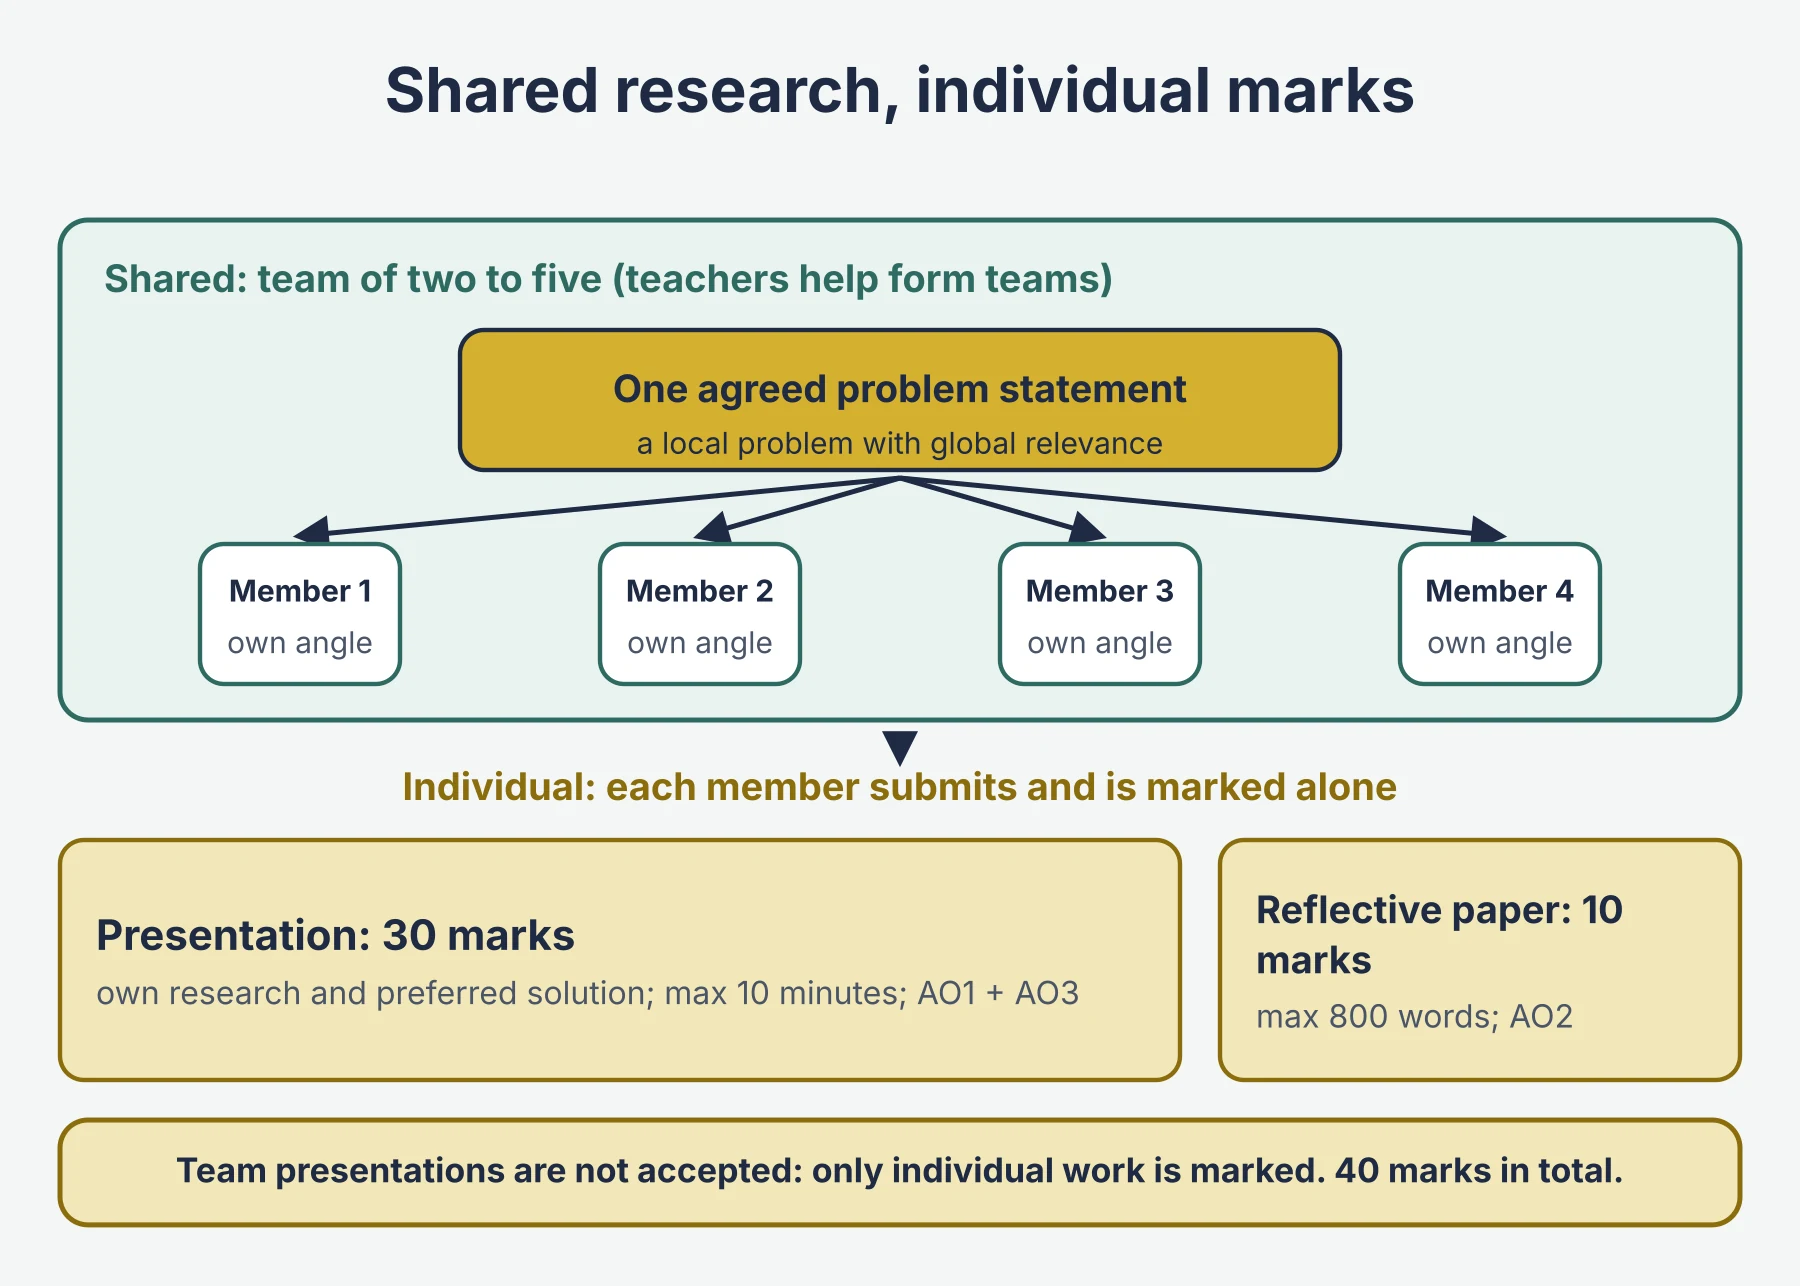 Shared research, individual marks
Shared: team of two to five (teachers help form teams)
One agreed problem statement
a local problem with global relevance
Member 1
own angle
Member 2
own angle
Member 3
own angle
Member 4
own angle
Individual: each member submits and is marked alone
Presentation: 30 marks
own research and preferred solution; max 10 minutes; AO1 + AO3
Reflective paper: 10
marks
max 800 words; AO2
Team presentations are not accepted: only individual work is marked. 40 marks in total.